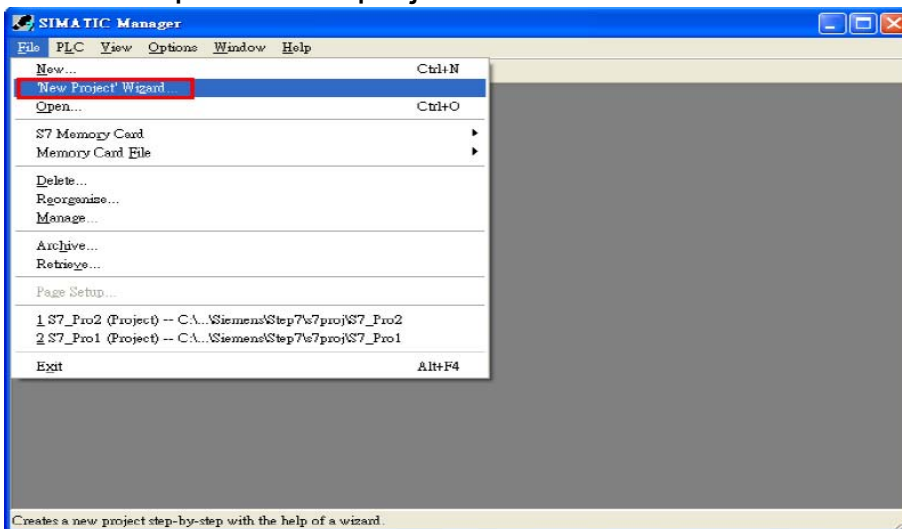 SIMATIC Manager
File PLC View Options Window Help
New... Ctrl+N
'New Project' Wizard...
Open... Ctrl+O
S7 Memory Card
Memory Card File
Delete...
Reorganize...
Manage...
Archive...
Retrieve...
Page Setup...
1 S7_Pro2 (Project) -- C:\...\Siemens\Step7\s7proj\S7_Pro2
2 S7_Pro1 (Project) -- C:\...\Siemens\Step7\s7proj\S7_Pro1
Exit Alt+F4
Creates a new project step-by-step with the help of a wizard.